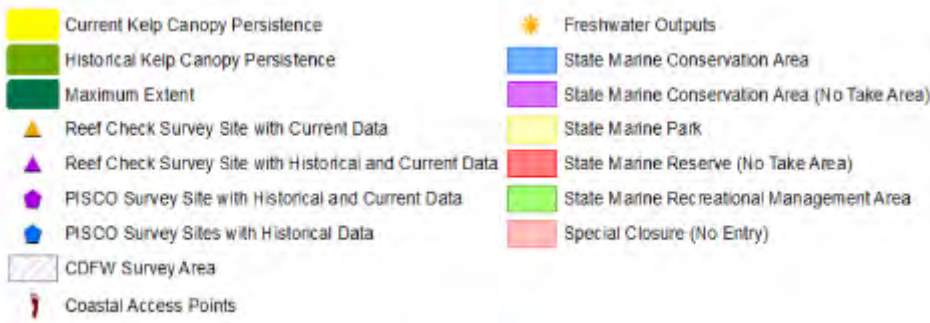 Current Kelp Canopy Persistence
Historical Kelp Canopy Persistence
Maximum Extent
Reef Check Survey Site with Current Data
Reef Check Survey Site with Historical and Current Data
PISCO Survey Site with Historical and Current Data
PISCO Survey Sites with Historical Data
CDFW Survey Area
Coastal Access Points
Freshwater Outputs
State Marine Conservation Area
State Marine Conservation Area (No Take Area)
State Marine Park
State Marine Reserve (No Take Area)
State Marine Recreational Management Area
Special Closure (No Entry)